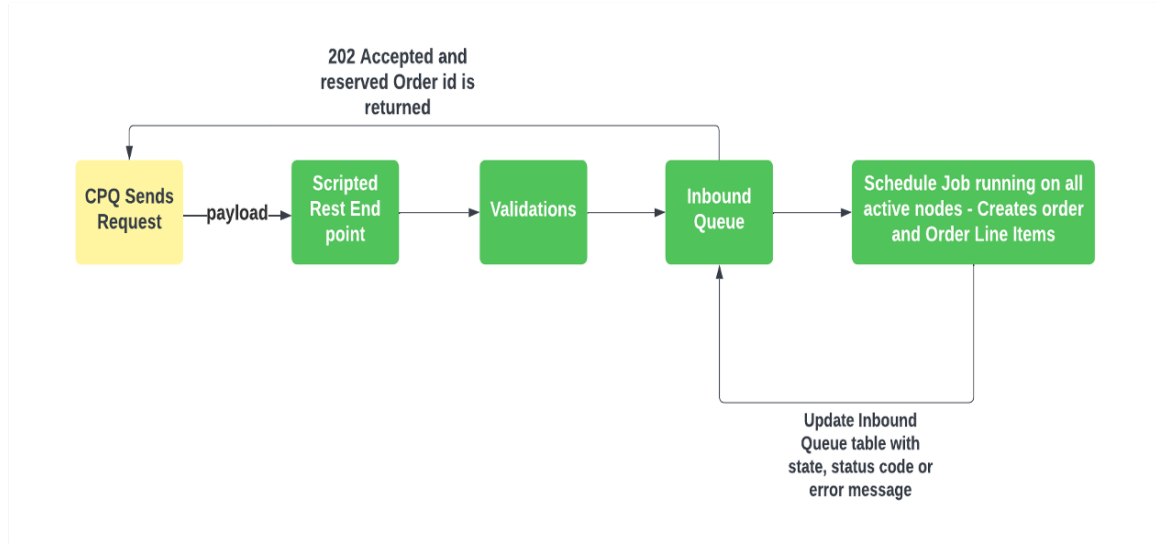 202 Accepted and
reserved Order id is
returned
CPQ Sends
Request
payload
Scripted
Rest End
point
Validations
Inbound
Queue
Schedule Job running on all
active nodes - Creates order
and Order Line Items
Update Inbound
Queue table with
state, status code or
error message